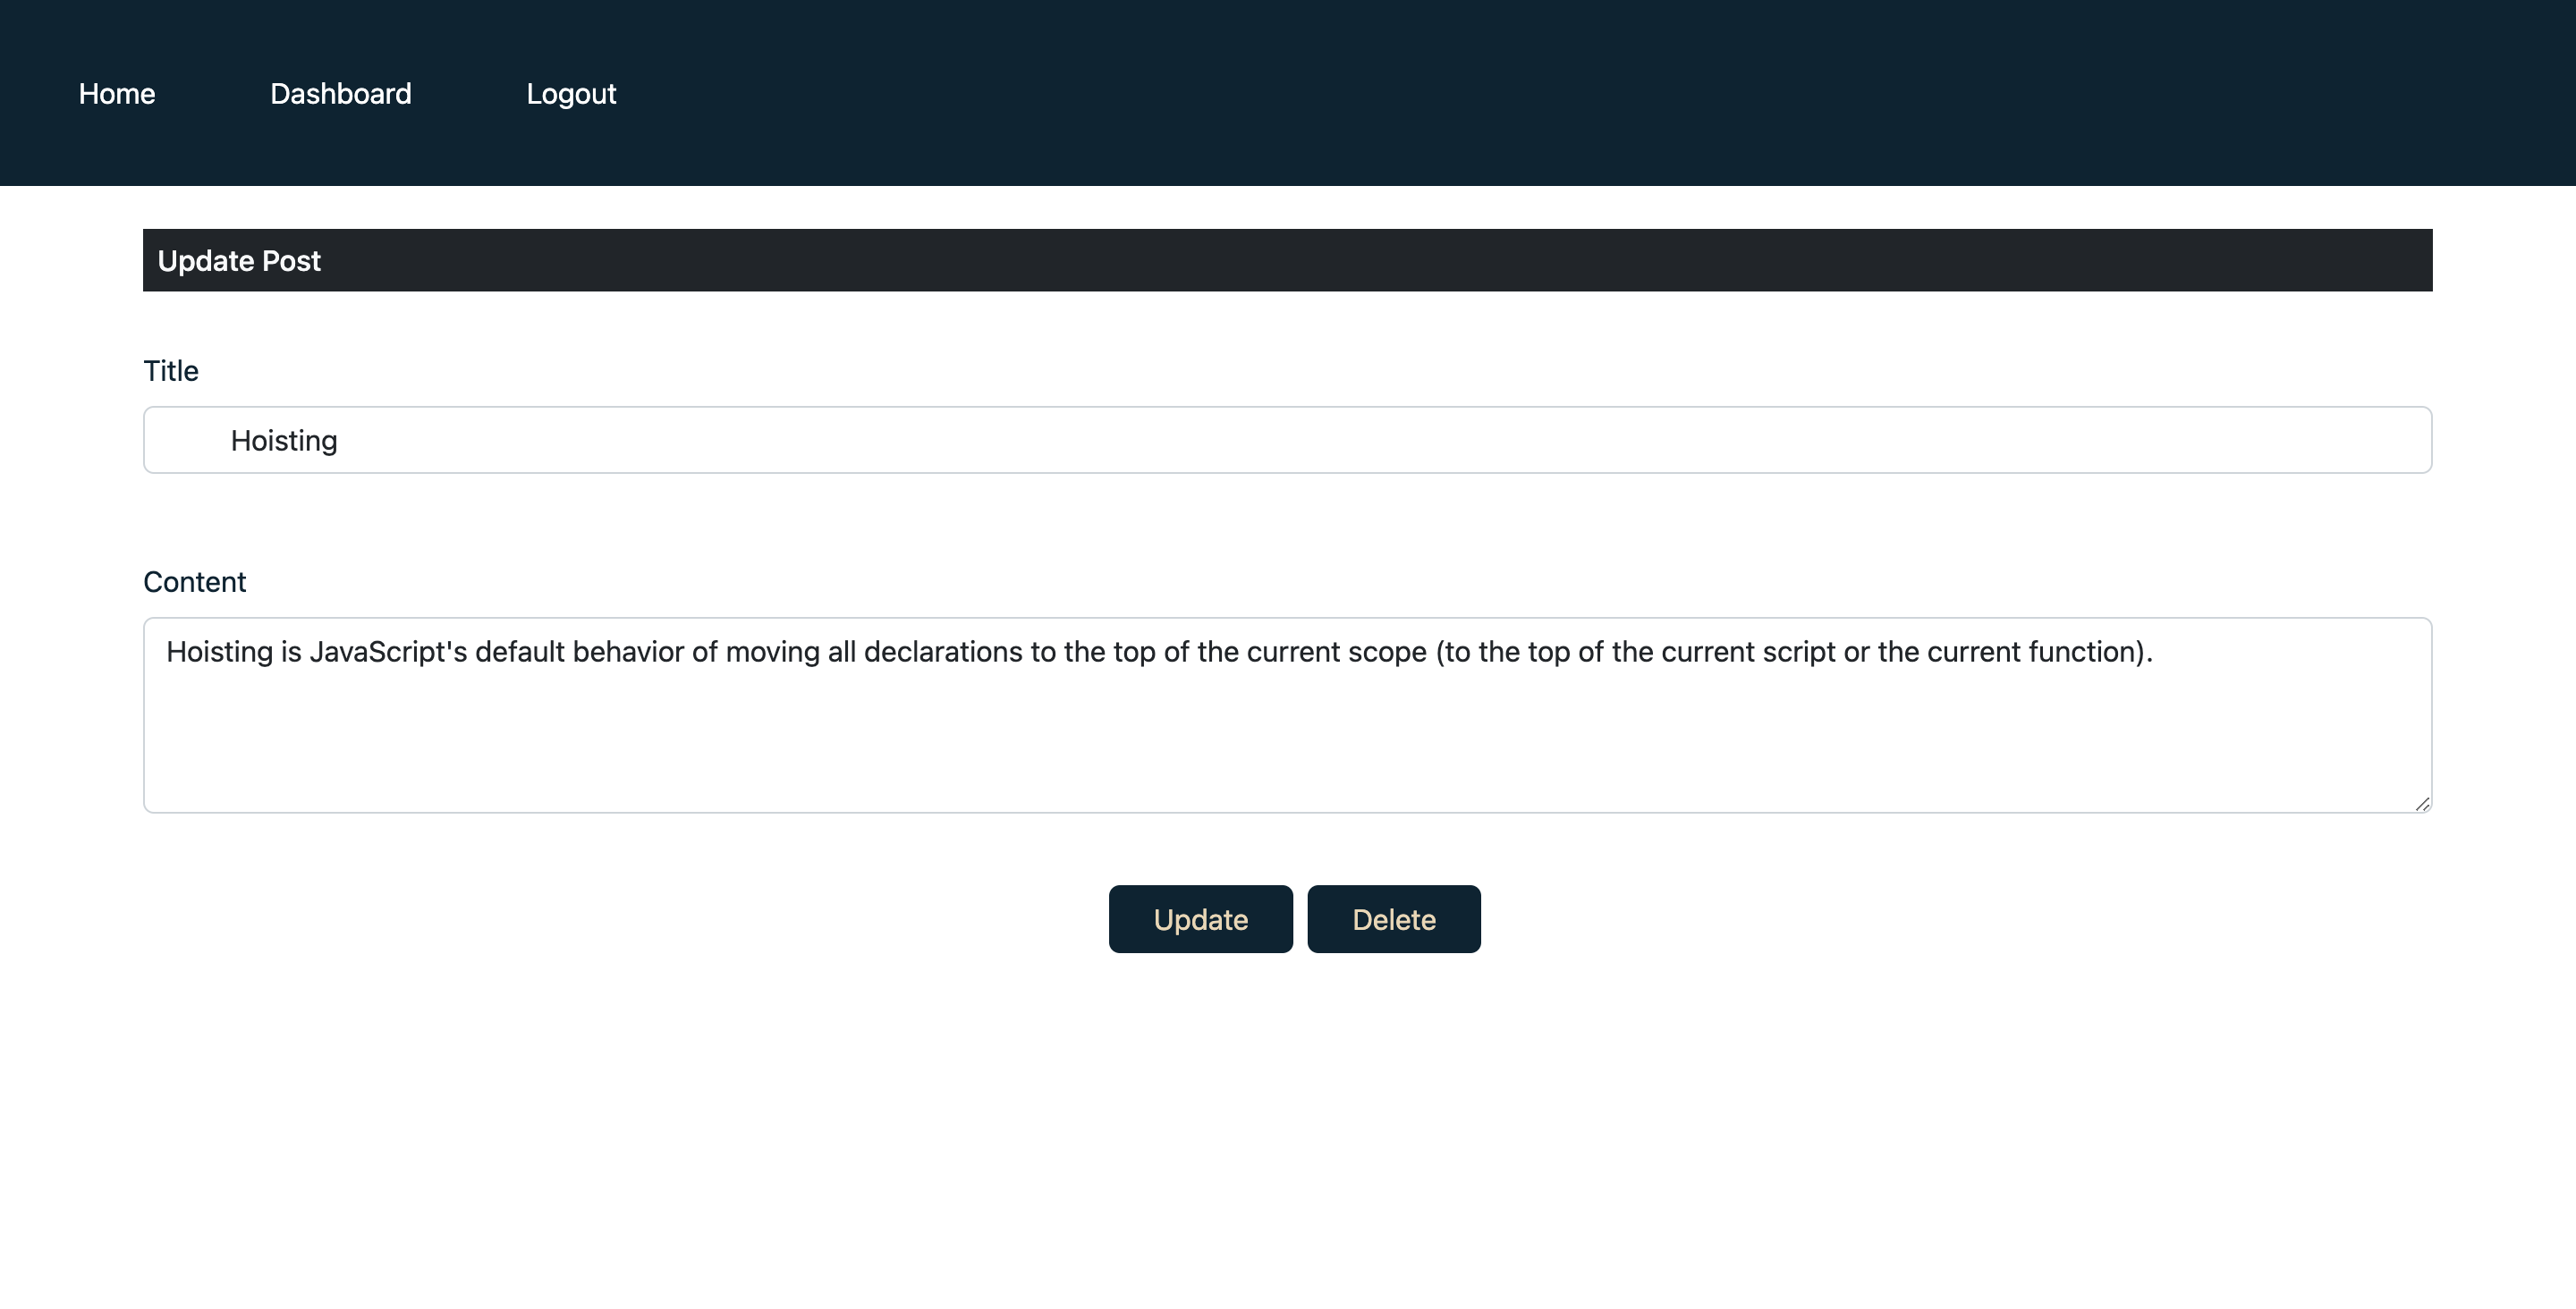 Home Dashboard Logout
Update Post
Title
Hoisting
Content
Hoisting is JavaScript's default behavior of moving all declarations to the top of the current scope (to the top of the current script or the current function).
Update Delete